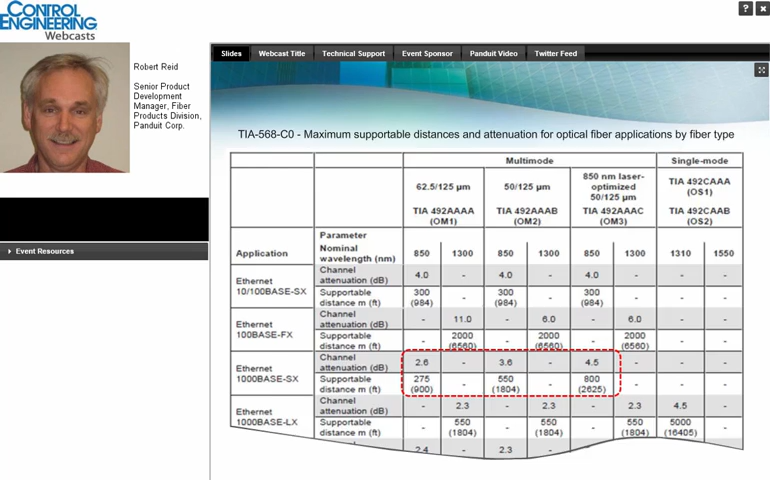 CONTROL
ENGINEERING
Webcasts
? ×
Robert Reid
Senior Product
Development
Manager, Fiber
Products Division,
Panduit Corp.
Event Resources
Slides Webcast Title Technical Support Event Sponsor Panduit Video Twitter Feed
TIA-568-C0 - Maximum supportable distances and attenuation for optical fiber applications by fiber type
Multimode Single-mode
62.5/125 µm 50/125 µm 850 nm laser-
optimized
50/125 µm TIA 492CAAA
(OS1)
TIA 492AAAA
(OM1) TIA 492AAAB
(OM2) TIA 492AAAC
(OM3) TIA 492CAAB
(OS2)
Parameter
Application Nominal
wavelength (nm) 850 1300 850 1300 850 1300 1310 1550
Ethernet
10/100BASE-SX
Channel
attenuation (dB) 4.0 - 4.0 - 4.0 - - -
Supportable
distance m (ft) 300
(984) - 300
(984) - 300
(984) - - -
Ethernet
100BASE-FX
Channel
attenuation (dB) - 11.0 - 6.0 - 6.0 - -
Supportable
distance m (ft) - 2000
(6560) - 2000
(6560) - 2000
(6560) - -
Ethernet
1000BASE-SX
Channel
attenuation (dB) 2.6 - 3.6 - 4.5 - - -
Supportable
distance m (ft) 275
(900) - 550
(1804) - 800
(2625) - - -
Ethernet
1000BASE-LX
Channel
attenuation (dB) - 2.3 - 2.3 - 2.3 4.5 -
Supportable
distance m (ft) - 550
(1804) - 550
(1804) - 550
(1804) 5000
(16405) -
2.4 - 2.3 - -